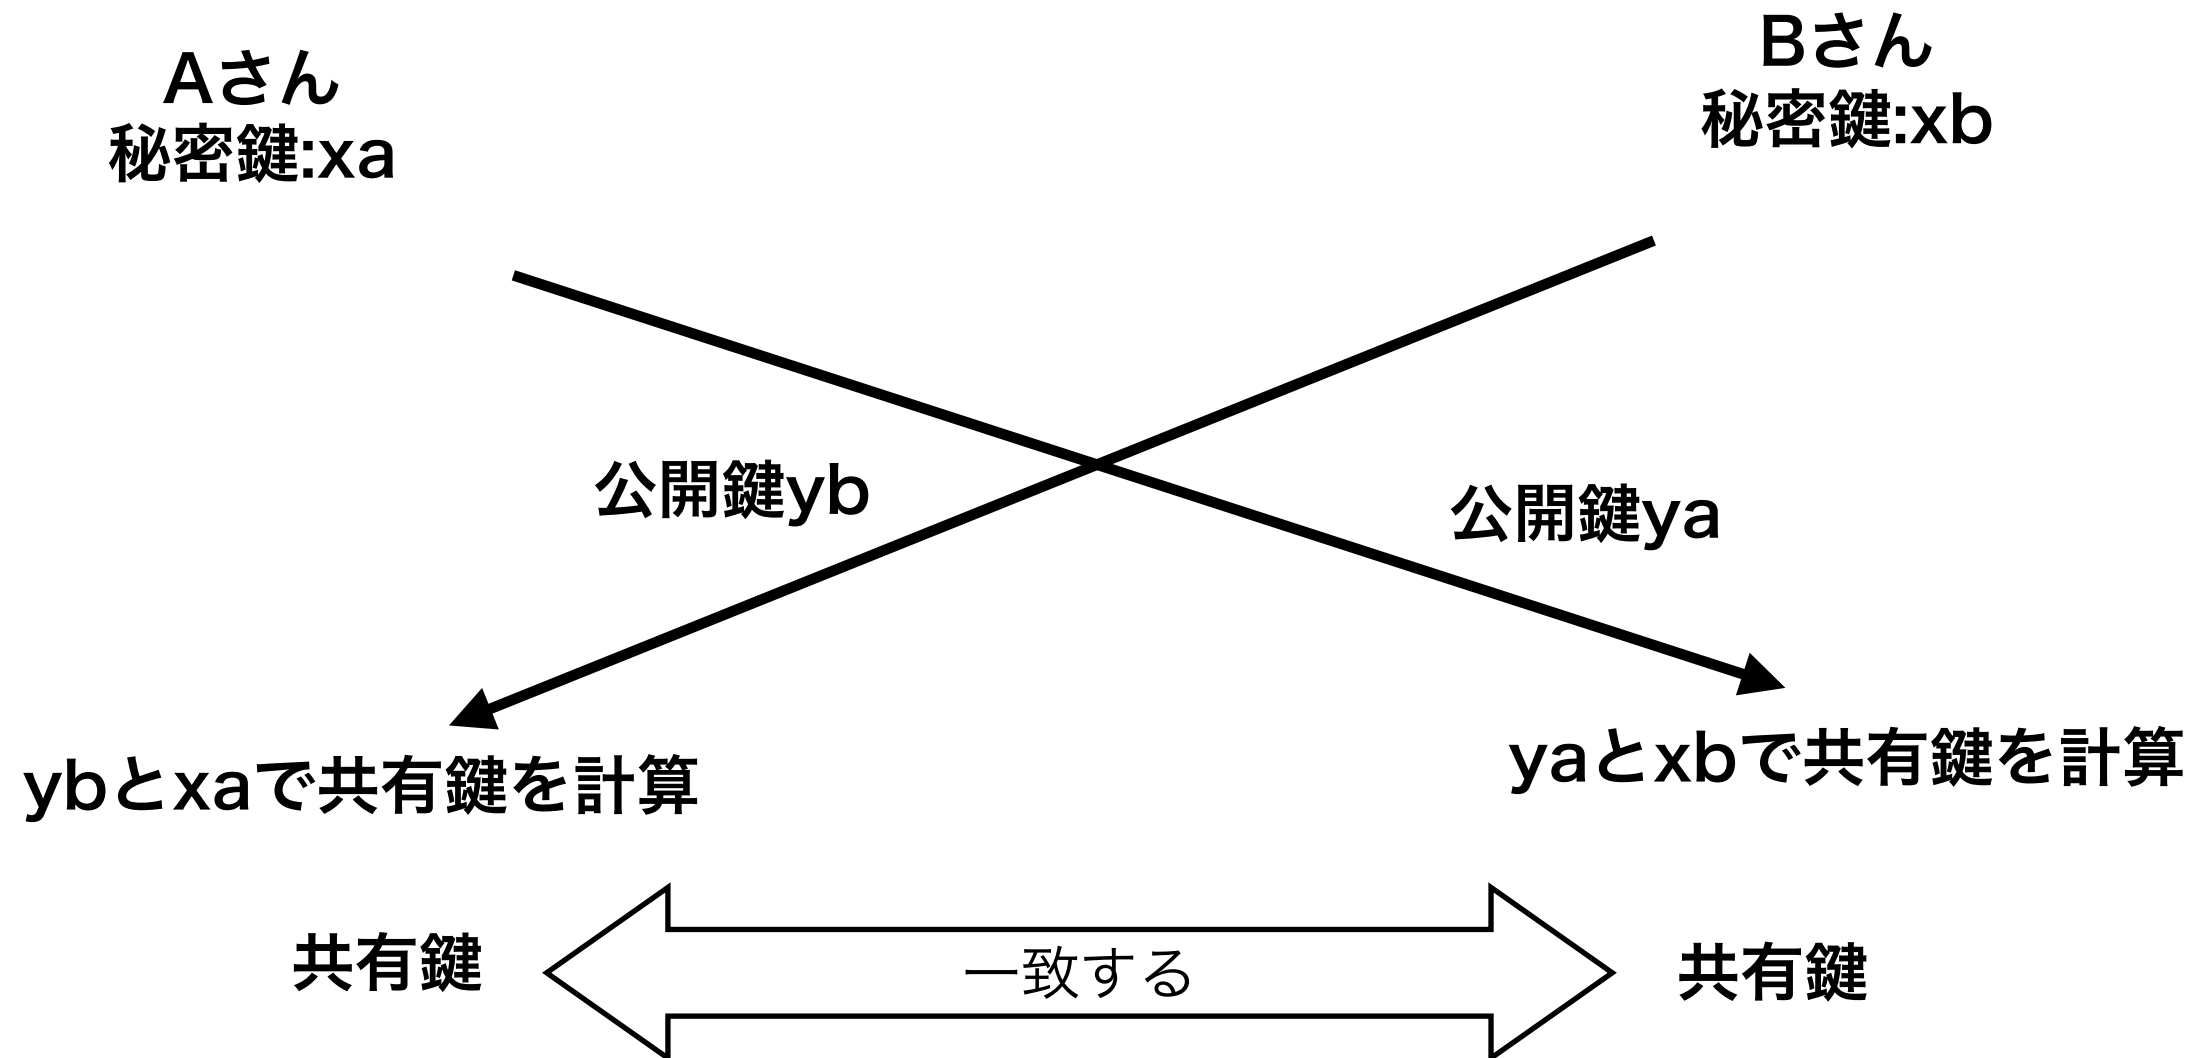 Aさん
秘密鍵:xa
Bさん
秘密鍵:xb
公開鍵yb
公開鍵ya
ybとxaで共有鍵を計算
yaとxbで共有鍵を計算
共有鍵
一致する
共有鍵